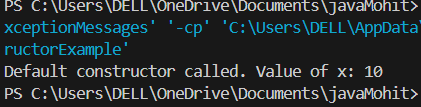 PS C:\Users\DELL\OneDrive\Documents\javaMohit>
xceptionMessages' '-cp' 'C:\Users\DELL\AppData
ructorExample'
Default constructor called. Value of x: 10
PS C:\Users\DELL\OneDrive\Documents\javaMohit>